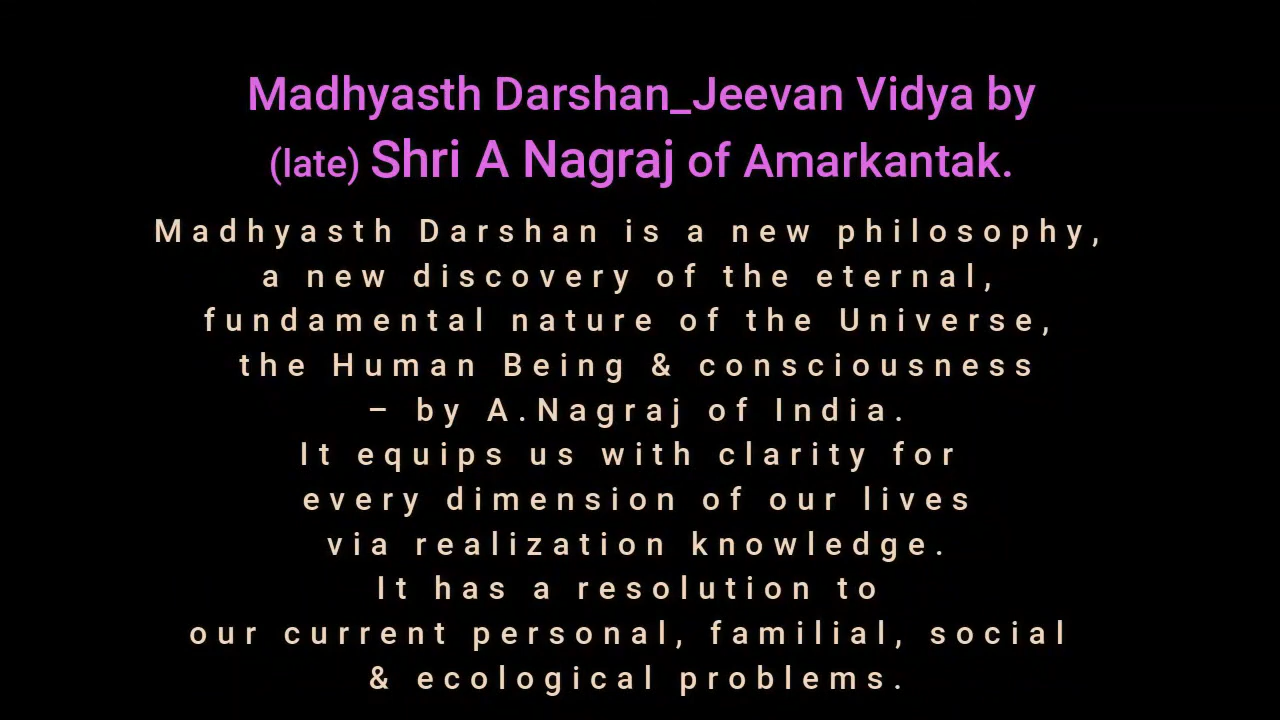 Madhyasth Darshan_Jeevan Vidya by
(late) Shri A Nagraj of Amarkantak.
Madhyasth Darshan is a new philosophy,
a new discovery of the eternal,
fundamental nature of the Universe,
the Human Being & consciousness
– by A.Nagraj of India.
It equips us with clarity for
every dimension of our lives
via realization knowledge.
It has a resolution to
our current personal, familial, social
& ecological problems.